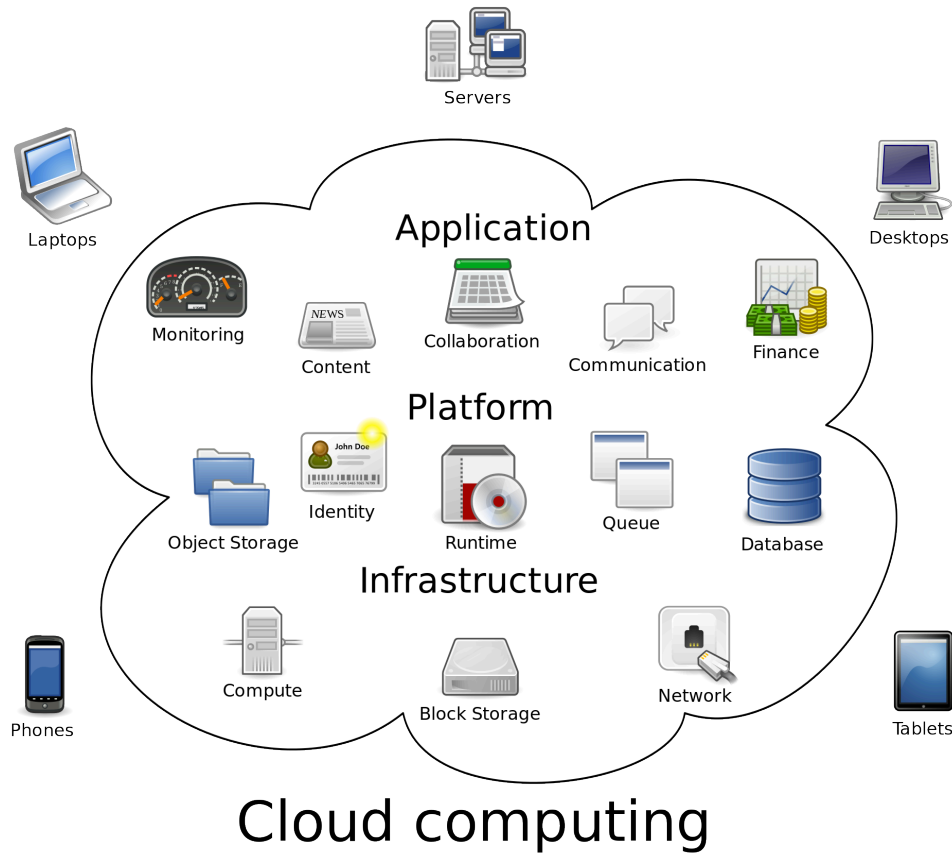 Servers
Laptops
Desktops
Application
Monitoring
NEWS
Content
Collaboration
Communication
Finance
Platform
John Doe
Object Storage
Identity
Runtime
Queue
Database
Infrastructure
Compute
Block Storage
Network
Phones
Tablets
Cloud computing